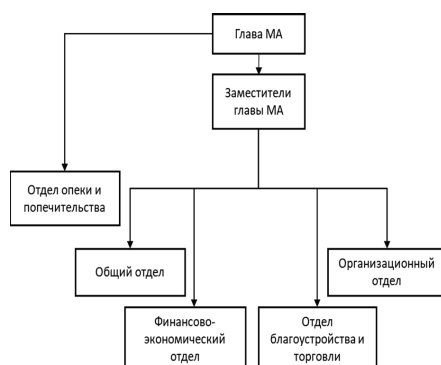 Глава МА
Заместители
главы МА
Отдел опеки и
попечительства
Общий отдел
Организационный
отдел
Финансово-
экономический
отдел
Отдел
благоустройства и
торговли